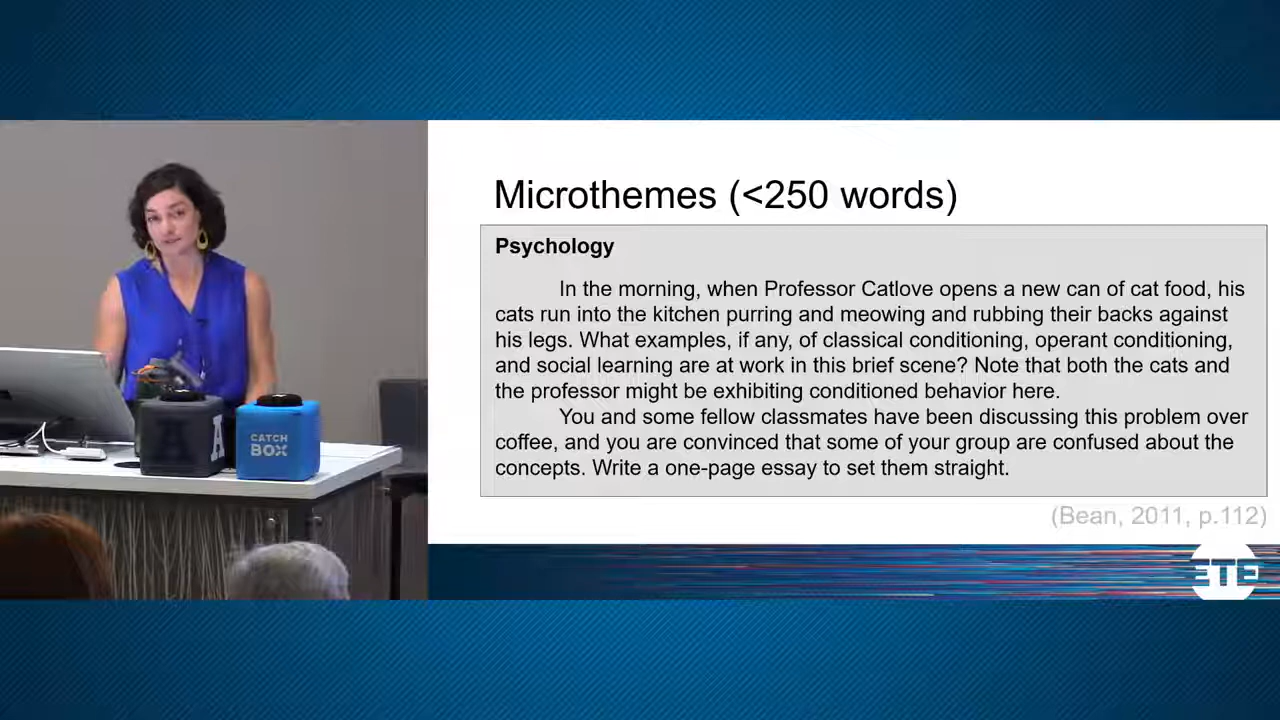 Microthemes (<250 words)
Psychology
In the morning, when Professor Catlove opens a new can of cat food, his
cats run into the kitchen purring and meowing and rubbing their backs against
his legs. What examples, if any, of classical conditioning, operant conditioning,
and social learning are at work in this brief scene? Note that both the cats and
the professor might be exhibiting conditioned behavior here.
You and some fellow classmates have been discussing this problem over
coffee, and you are convinced that some of your group are confused about the
concepts. Write a one-page essay to set them straight.
(Bean, 2011, p.112)
A
CATCH
BOX
ETE